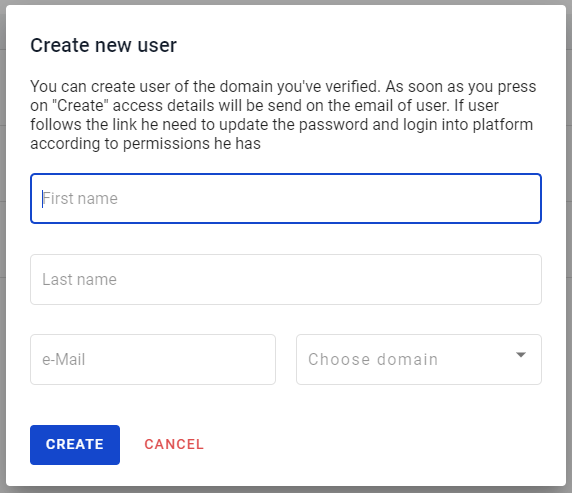 Create new user
You can create user of the domain you've verified. As soon as you press
on "Create" access details will be send on the email of user. If user
follows the link he need to update the password and login into platform
according to permissions he has
First name
Last name
e-Mail
Choose domain
CREATE
CANCEL